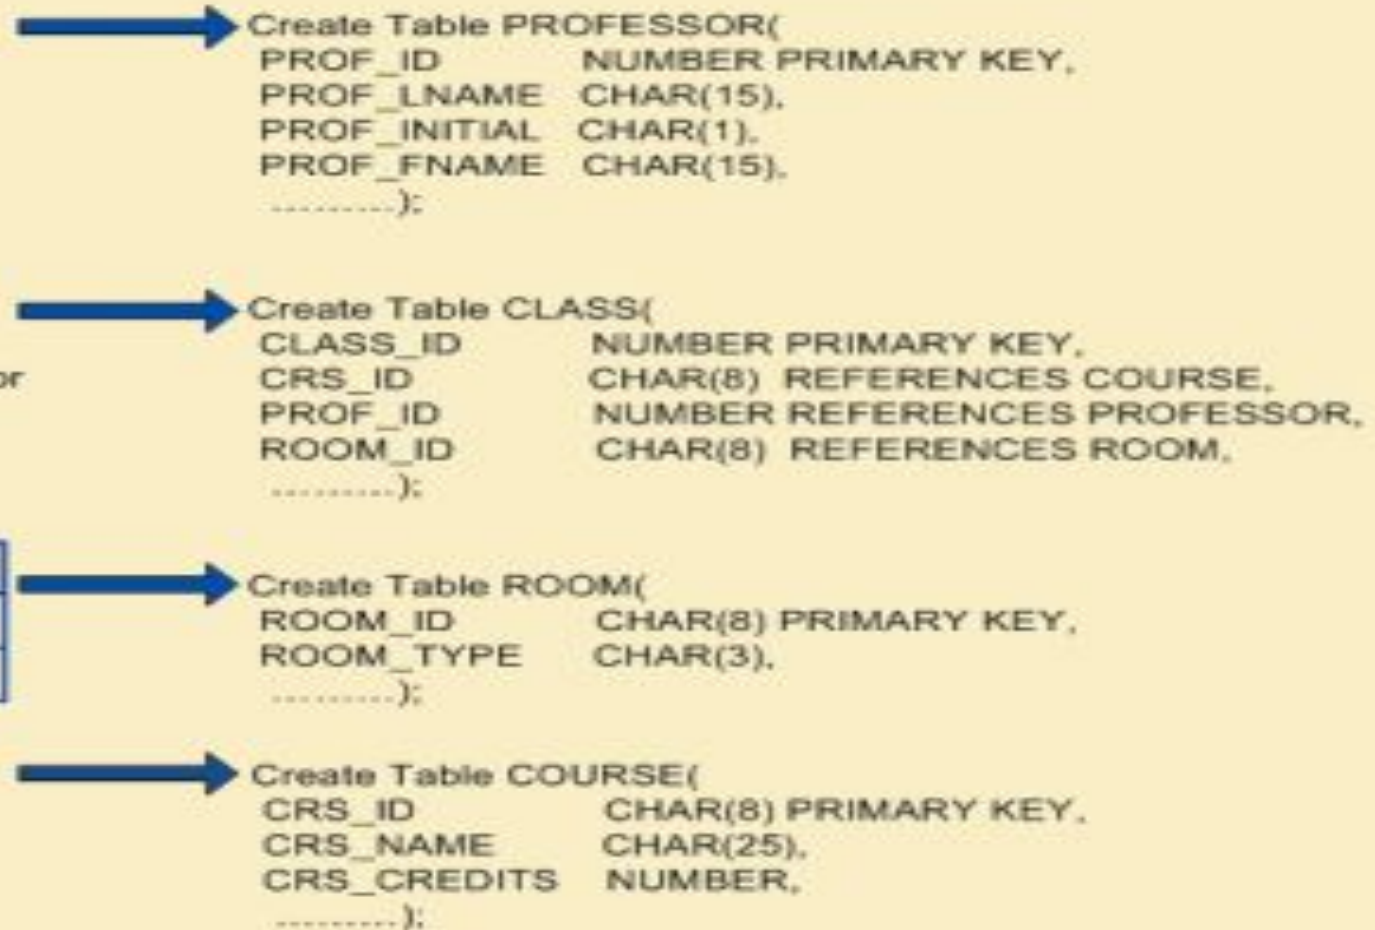 Create Table PROFESSOR(
PROF_ID NUMBER PRIMARY KEY,
PROF_LNAME CHAR(15),
PROF_INITIAL CHAR(1),
PROF_FNAME CHAR(15),
.........);
Create Table CLASS(
CLASS_ID NUMBER PRIMARY KEY,
or CRS_ID CHAR(8) REFERENCES COURSE,
PROF_ID NUMBER REFERENCES PROFESSOR,
ROOM_ID CHAR(8) REFERENCES ROOM,
.........);
Create Table ROOM(
ROOM_ID CHAR(8) PRIMARY KEY,
ROOM_TYPE CHAR(3),
.........);
Create Table COURSE(
CRS_ID CHAR(8) PRIMARY KEY,
CRS_NAME CHAR(25),
CRS_CREDITS NUMBER,
.........);